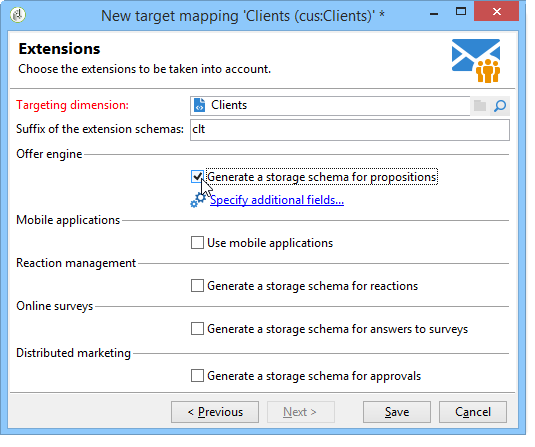 New target mapping 'Clients (cus:Clients)' *
Extensions
Choose the extensions to be taken into account.
Targeting dimension: Clients
Suffix of the extension schemas: clt
Offer engine
Generate a storage schema for propositions
Specify additional fields...
Mobile applications
Use mobile applications
Reaction management
Generate a storage schema for reactions
Online surveys
Generate a storage schema for answers to surveys
Distributed marketing
Generate a storage schema for approvals
< Previous Next > Save Cancel